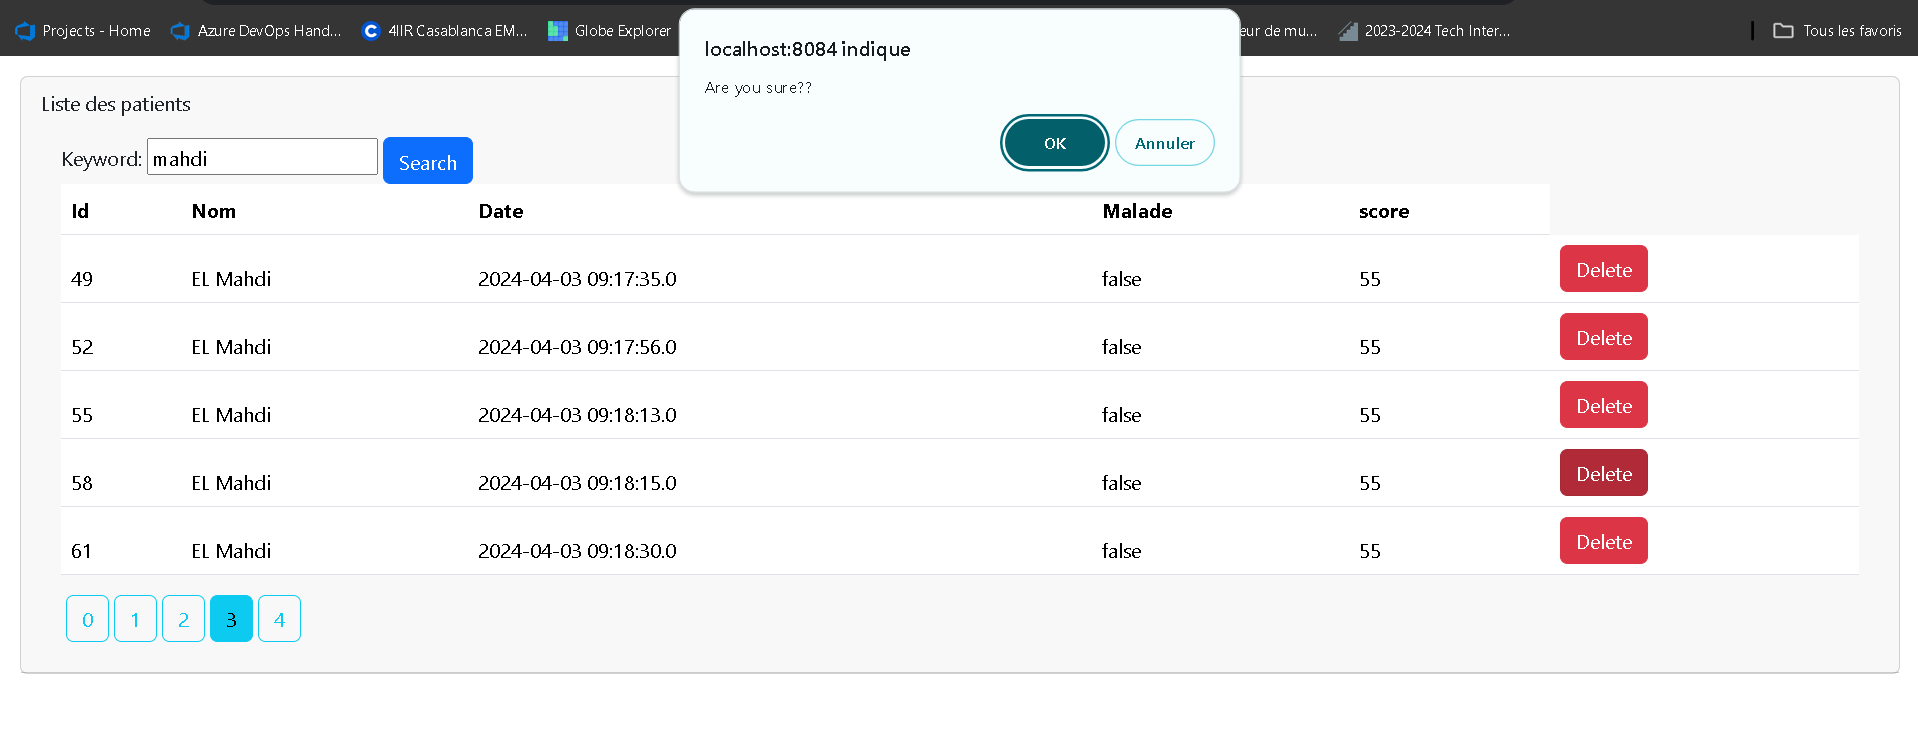 Projects - Home Azure DevOps Hand... 4IIR Casablanca EM... Globe Explorer eur de mu... 2023-2024 Tech Inter... Tous les favoris
localhost:8084 indique
Are you sure??
OK Annuler
Liste des patients
Keyword: mahdi Search
Id Nom Date Malade score
49 EL Mahdi 2024-04-03 09:17:35.0 false 55 Delete
52 EL Mahdi 2024-04-03 09:17:56.0 false 55 Delete
55 EL Mahdi 2024-04-03 09:18:13.0 false 55 Delete
58 EL Mahdi 2024-04-03 09:18:15.0 false 55 Delete
61 EL Mahdi 2024-04-03 09:18:30.0 false 55 Delete
0 1 2 3 4